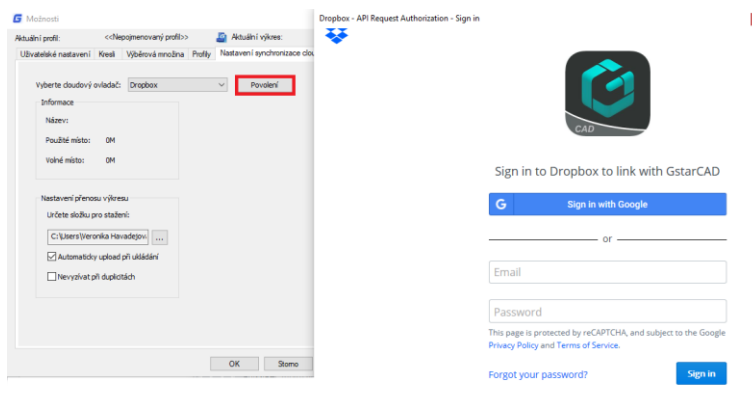 Možnosti
Aktuální profil: <<Nepojmenovaný profil>> Aktuální výkres:
Uživatelské nastavení Kresli Výběrová množina Profily Nastavení synchronizace clou
Vyberte cloudový ovladač: Dropbox Povolení
Informace
Název:
Použité místo: 0M
Volné místo: 0M
Nastavení přenosu výkresu
Určete složku pro stažení:
C:\Users\Veronika Havadejov ...
Automaticky upload při ukládání
Nevyzívat při duplicitách
OK Storno
Dropbox - API Request Authorization - Sign in
CAD
Sign in to Dropbox to link with GstarCAD
G Sign in with Google
or
Email
Password
This page is protected by reCAPTCHA, and subject to the Google
Privacy Policy and Terms of Service.
Forgot your password? Sign in